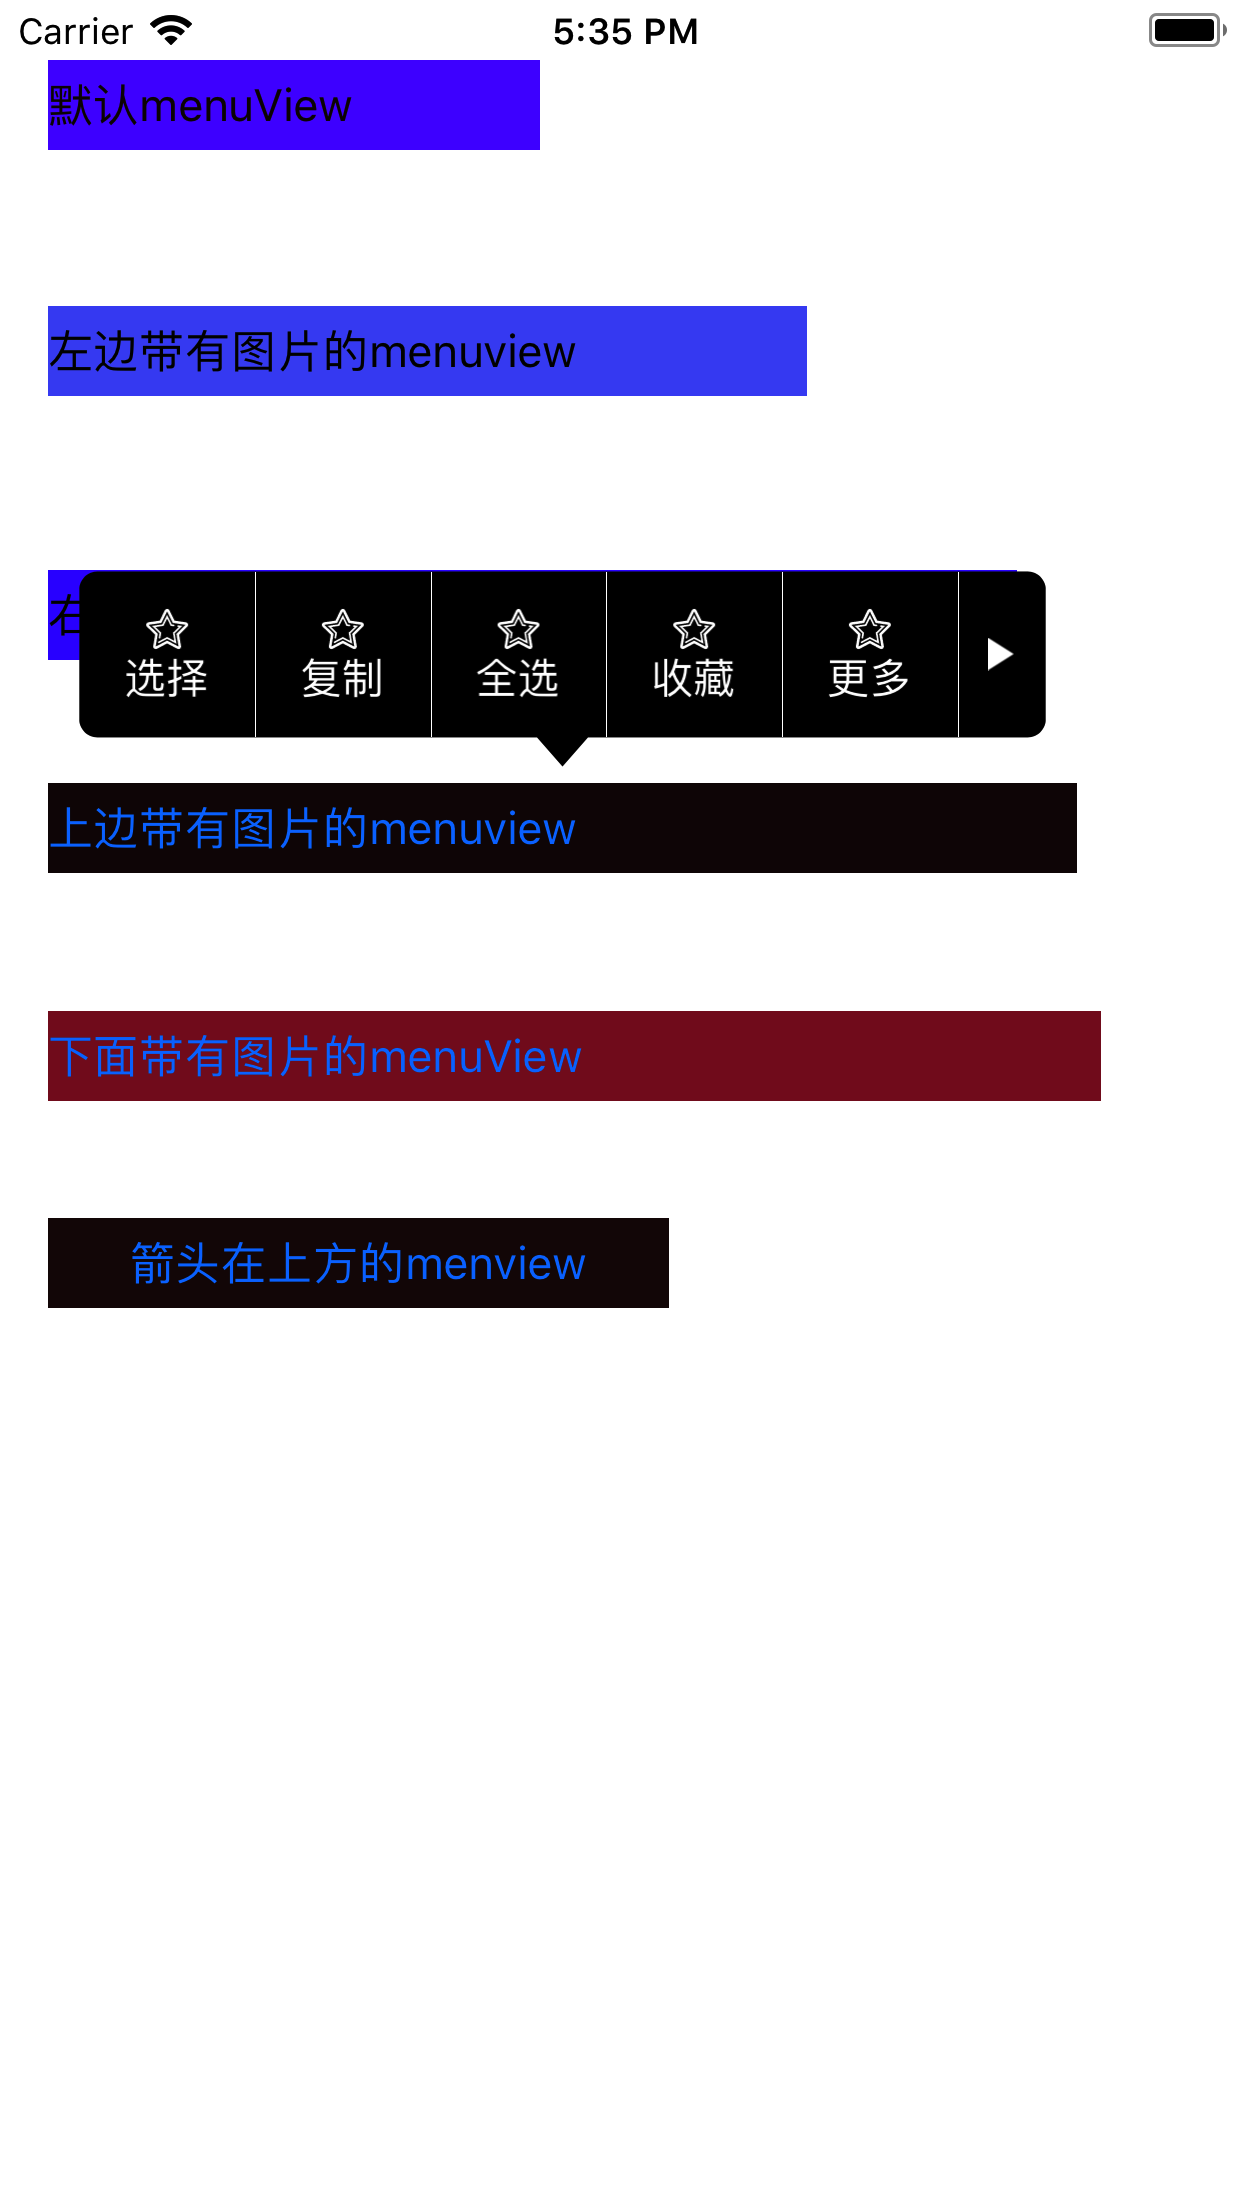 Carrier 5:35 PM
默认menuView
左边带有图片的menuview
右
选择 复制 全选 收藏 更多
上边带有图片的menuview
下面带有图片的menuView
箭头在上方的menview